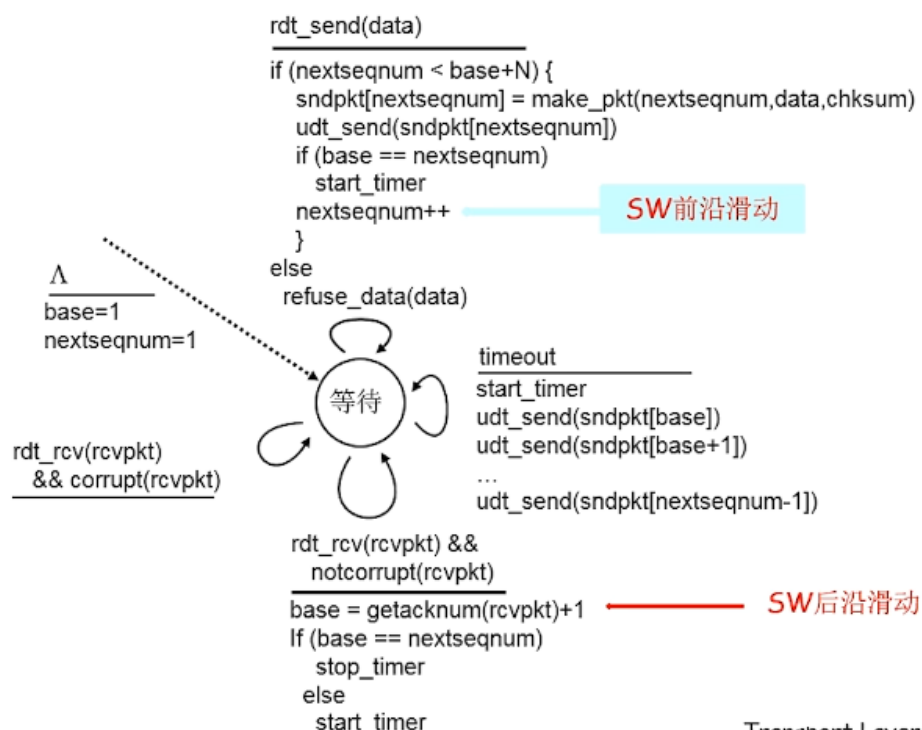 rdt_send(data)
if (nextseqnum < base+N) {
sndpkt[nextseqnum] = make_pkt(nextseqnum,data,chksum)
udt_send(sndpkt[nextseqnum])
if (base == nextseqnum)
start_timer
nextseqnum++
SW前沿滑动
}
else
refuse_data(data)
Λ
base=1
nextseqnum=1
等待
timeout
start_timer
udt_send(sndpkt[base])
udt_send(sndpkt[base+1])
…
udt_send(sndpkt[nextseqnum-1])
rdt_rcv(rcvpkt)
&& corrupt(rcvpkt)
rdt_rcv(rcvpkt) &&
notcorrupt(rcvpkt)
base = getacknum(rcvpkt)+1
SW后沿滑动
If (base == nextseqnum)
stop_timer
else
start_timer